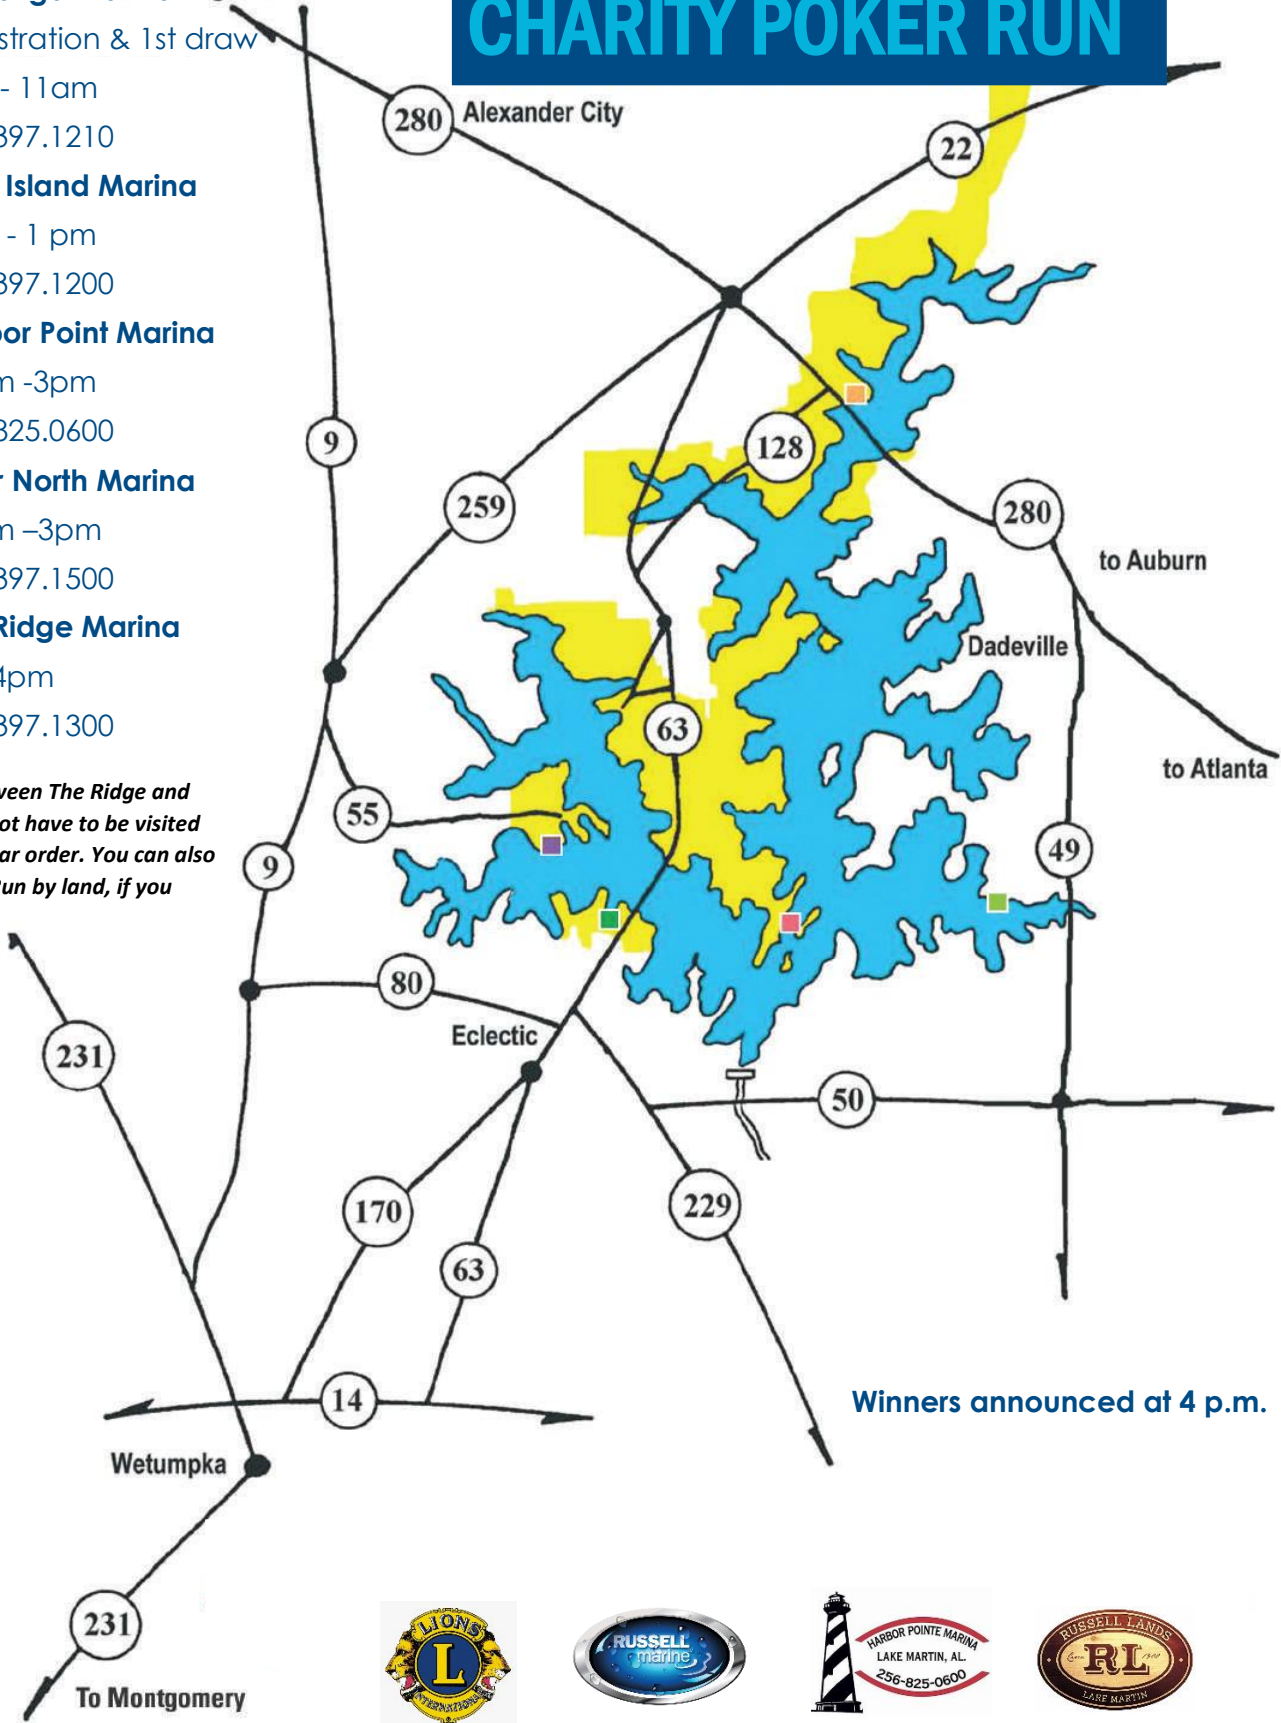 CHARITY POKER RUN
stration & 1st draw
- 11am
397.1210
Island Marina
- 1 pm
397.1200
or Point Marina
m -3pm
325.0600
r North Marina
m –3pm
397.1500
Ridge Marina
4pm
397.1300
ween The Ridge and
ot have to be visited
ar order. You can also
Run by land, if you
280
Alexander City
22
9
259
128
280
to Auburn
Dadeville
63
to Atlanta
55
49
9
80
Eclectic
231
50
170
229
63
14
Winners announced at 4 p.m.
Wetumpka
231
To Montgomery
LIONS
L
INTERNATIONAL
RUSSELL
marine
HARBOR POINTE MARINA
LAKE MARTIN, AL.
256-825-0600
RUSSELL LANDS
Circa 1900
RL
LAKE MARTIN